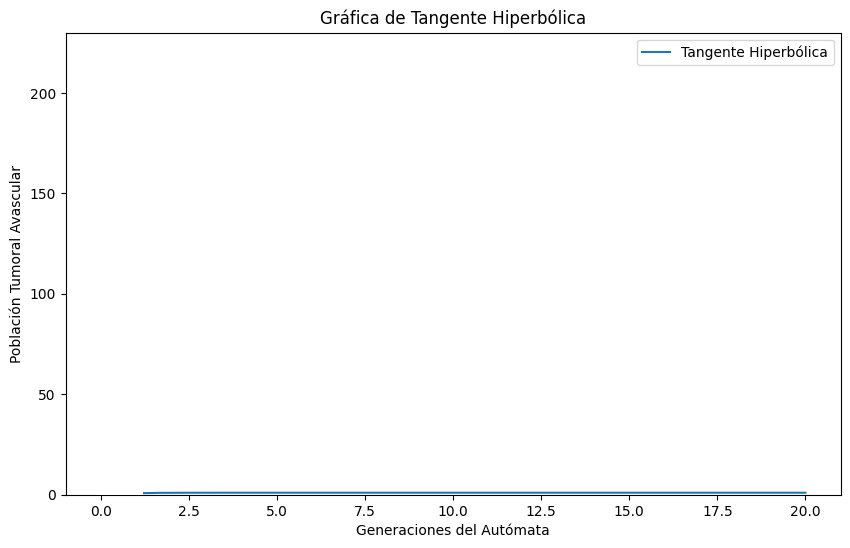 Gráfica de Tangente Hiperbólica
Tangente Hiperbólica
200
150
100
50
0
Población Tumoral Avascular
0.0 2.5 5.0 7.5 10.0 12.5 15.0 17.5 20.0
Generaciones del Autómata